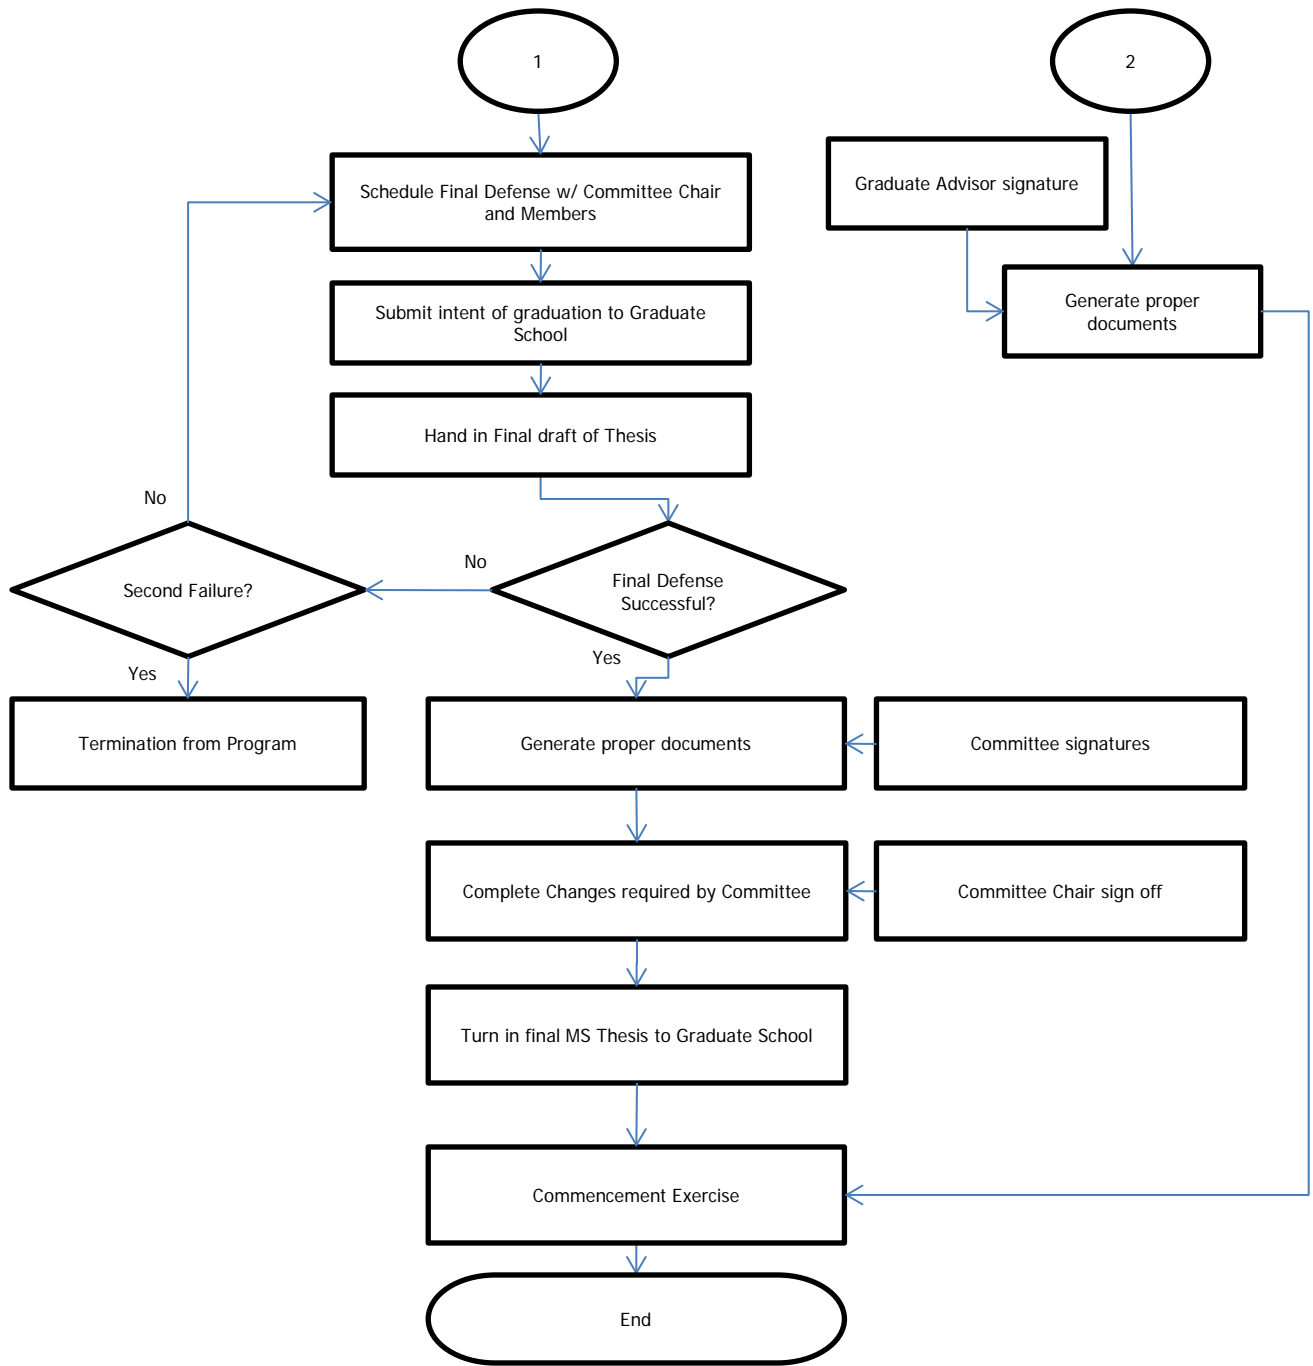 1
2
Schedule Final Defense w/ Committee Chair
and Members
Graduate Advisor signature
Submit intent of graduation to Graduate
School
Generate proper
documents
Hand in Final draft of Thesis
No
Second Failure?
No
Final Defense
Successful?
Yes
Yes
Termination from Program
Generate proper documents
Committee signatures
Complete Changes required by Committee
Committee Chair sign off
Turn in final MS Thesis to Graduate School
Commencement Exercise
End